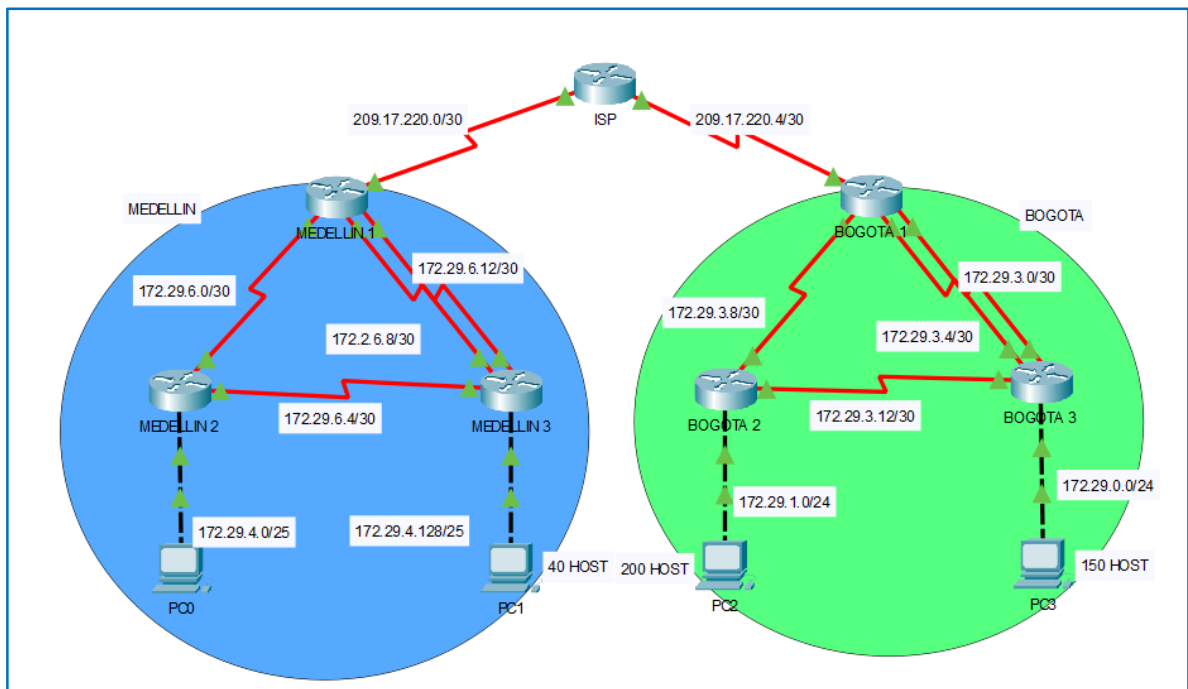 ISP
209.17.220.0/30
209.17.220.4/30
MEDELLIN
MEDELLIN 1
BOGOTA 1
BOGOTA
172.29.6.12/30
172.29.6.0/30
172.2.6.8/30
172.29.6.4/30
MEDELLIN 2
MEDELLIN 3
172.29.3.0/30
172.29.3.8/30
172.29.3.4/30
172.29.3.12/30
BOGOTA 2
BOGOTA 3
172.29.4.0/25
172.29.4.128/25
172.29.1.0/24
172.29.0.0/24
40 HOST
200 HOST
150 HOST
PC0
PC1
PC2
PC3